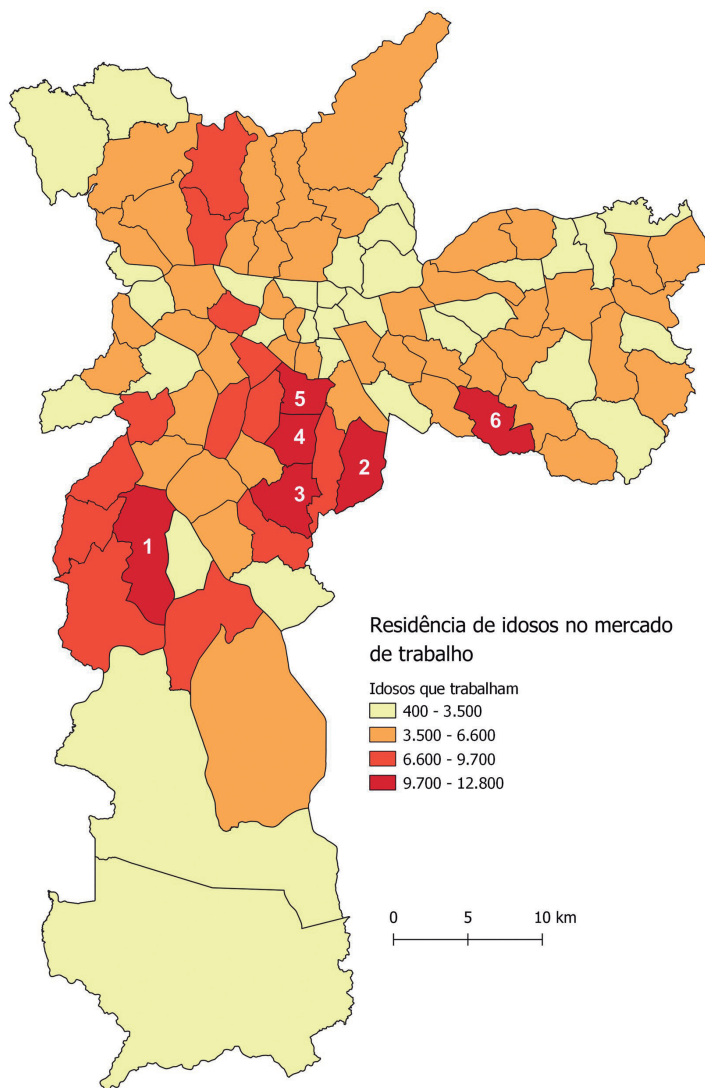 5
4
6
2
3
1
Residência de idosos no mercado
de trabalho
Idosos que trabalham
400 - 3.500
3.500 - 6.600
6.600 - 9.700
9.700 - 12.800
0 5 10 km